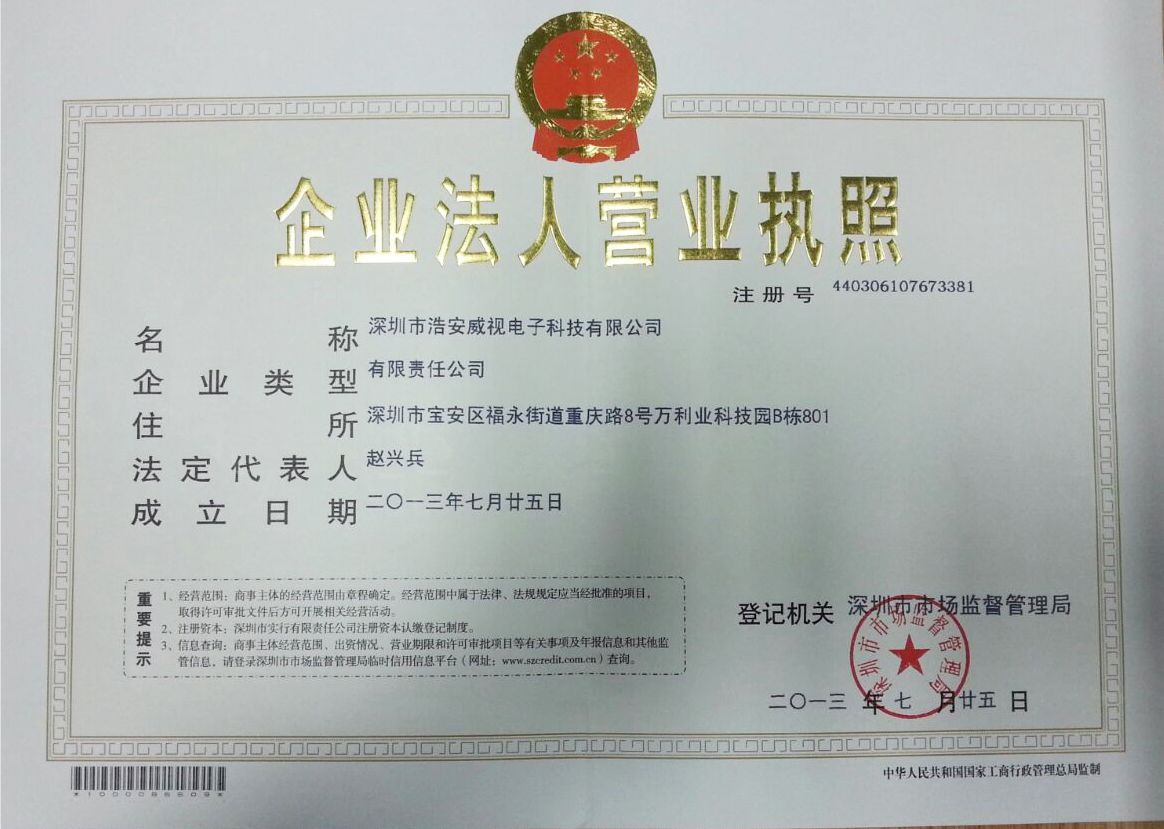 企业法人营业执照
注册号 440306107673381
名称 深圳市浩安威视电子科技有限公司
企业类型 有限责任公司
住所 深圳市宝安区福永街道重庆路8号万利业科技园B栋801
法定代表人 赵兴兵
成立日期 二〇一三年七月廿五日
重要提示
1、经营范围：商事主体的经营范围由章程确定。经营范围中属于法律、法规规定应当经批准的项目，
取得许可审批文件后方可开展相关经营活动。
2、注册资本：深圳市实行有限责任公司注册资本认缴登记制度。
3、信息查询：商事主体经营范围、出资情况、营业期限和许可审批项目等有关事项及年报信息和其他监
管信息，请登录深圳市市场监督管理局临时信用信息平台（网址：www.szcredit.com.cn）查询。
登记机关 深圳市市场监督管理局
深圳市市场监督管理局
二〇一三 年 七 月 廿五 日
中华人民共和国国家工商行政管理总局监制